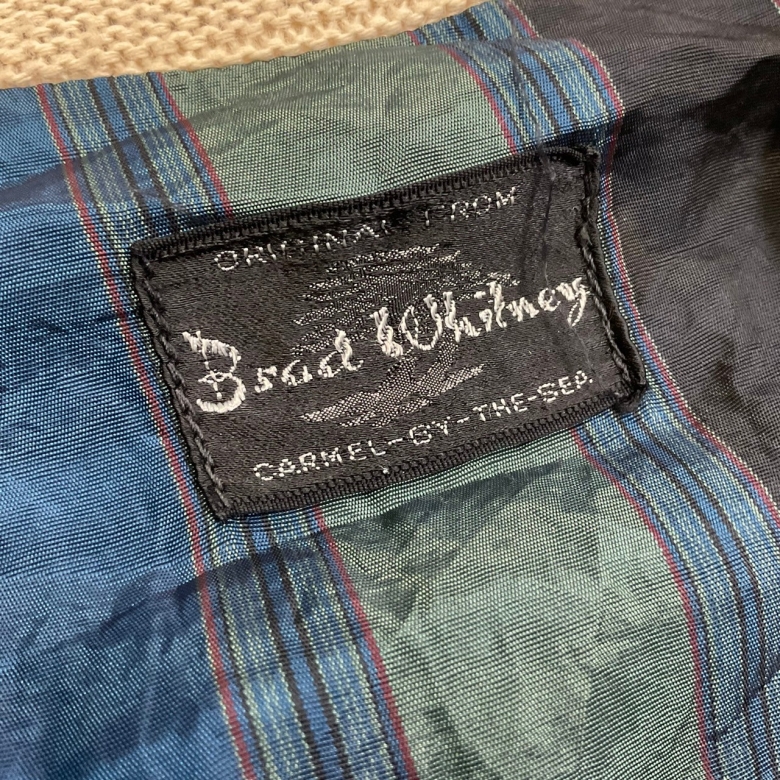 ORIGINAL FROM
Brad Whitney
CARMEL-BY-THE-SEA